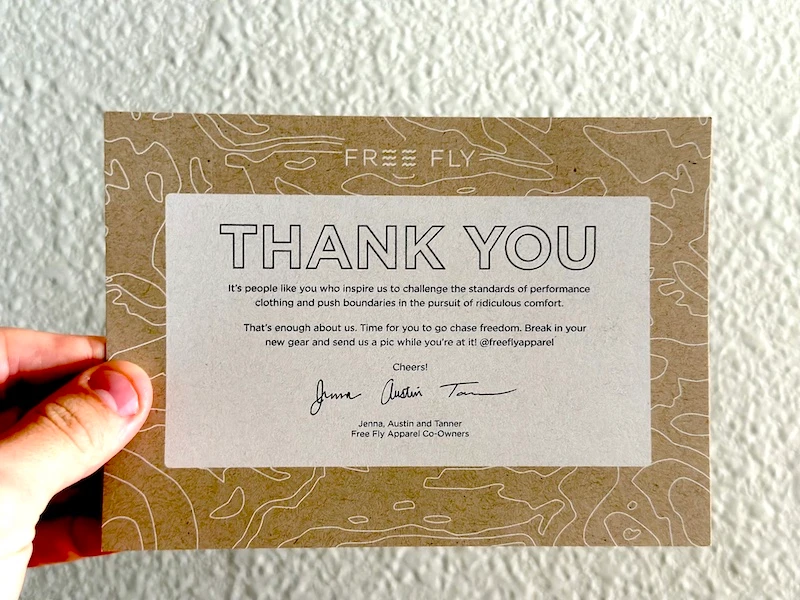 FREE FLY
THANK YOU
It's people like you who inspire us to challenge the standards of performance
clothing and push boundaries in the pursuit of ridiculous comfort.
That's enough about us. Time for you to go chase freedom. Break in your
new gear and send us a pic while you're at it! @freeflyapparel
Cheers!
Jenna Austin Tanner
Jenna, Austin and Tanner
Free Fly Apparel Co-Owners